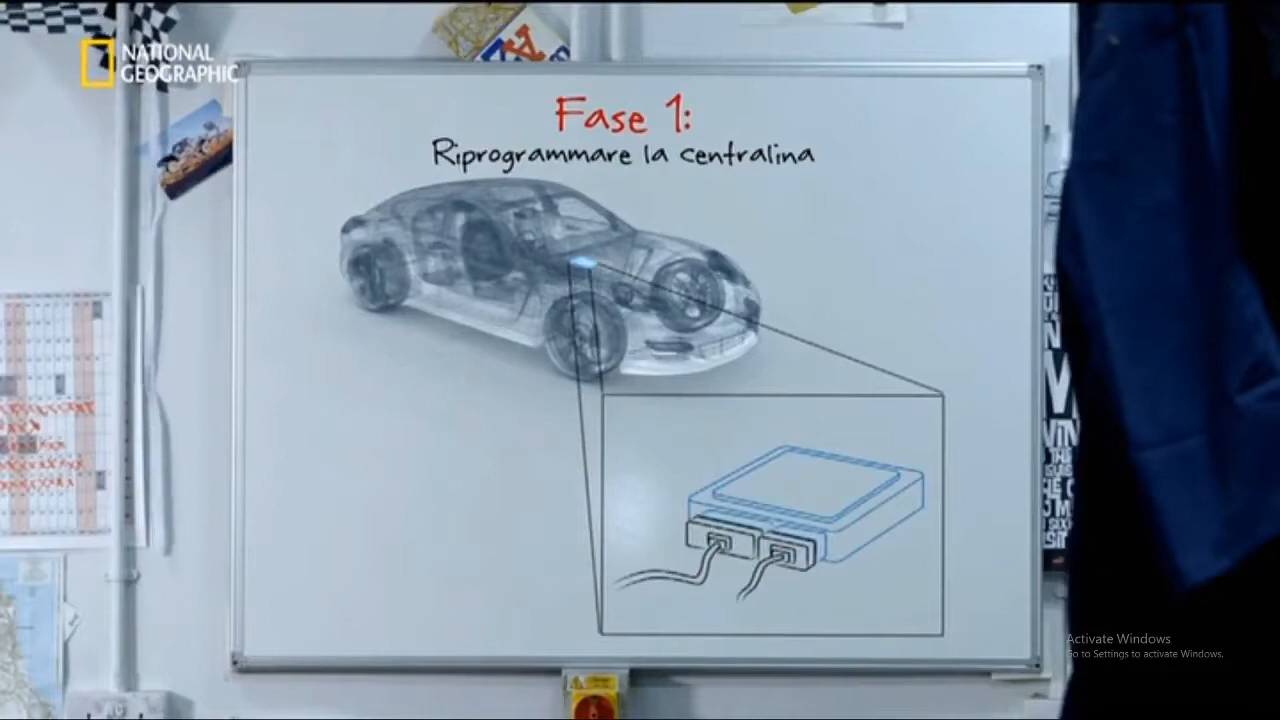 NATIONAL
GEOGRAPHIC
Fase 1:
Riprogrammare la centralina
Activate Windows
Go to Settings to activate Windows.